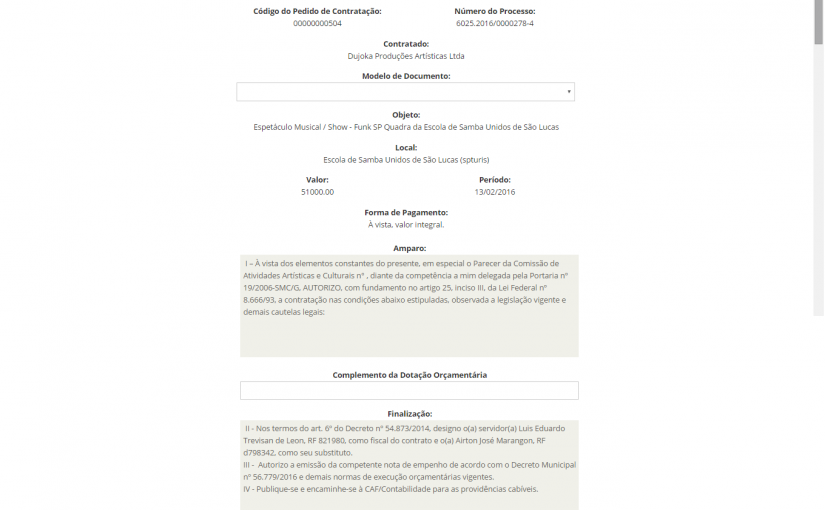 Código do Pedido de Contratação:
00000000504
Número do Processo:
6025.2016/0000278-4
Contratado:
Dujoka Produções Artísticas Ltda
Modelo de Documento:
Objeto:
Espetáculo Musical / Show - Funk SP Quadra da Escola de Samba Unidos de São Lucas
Local:
Escola de Samba Unidos de São Lucas (spturis)
Valor:
51000.00
Período:
13/02/2016
Forma de Pagamento:
À vista, valor integral.
Amparo:
I – À vista dos elementos constantes do presente, em especial o Parecer da Comissão de
Atividades Artísticas e Culturais nº , diante da competência a mim delegada pela Portaria nº
19/2006-SMC/G, AUTORIZO, com fundamento no artigo 25, inciso III, da Lei Federal nº
8.666/93, a contratação nas condições abaixo estipuladas, observada a legislação vigente e
demais cautelas legais:
Complemento da Dotação Orçamentária
Finalização:
II - Nos termos do art. 6º do Decreto nº 54.873/2014, designo o(a) servidor(a) Luis Eduardo
Trevisan de Leon, RF 821980, como fiscal do contrato e o(a) Airton José Marangon, RF
d798342, como seu substituto.
III - Autorizo a emissão da competente nota de empenho de acordo com o Decreto Municipal
nº 56.779/2016 e demais normas de execução orçamentárias vigentes.
IV - Publique-se e encaminhe-se à CAF/Contabilidade para as providências cabíveis.